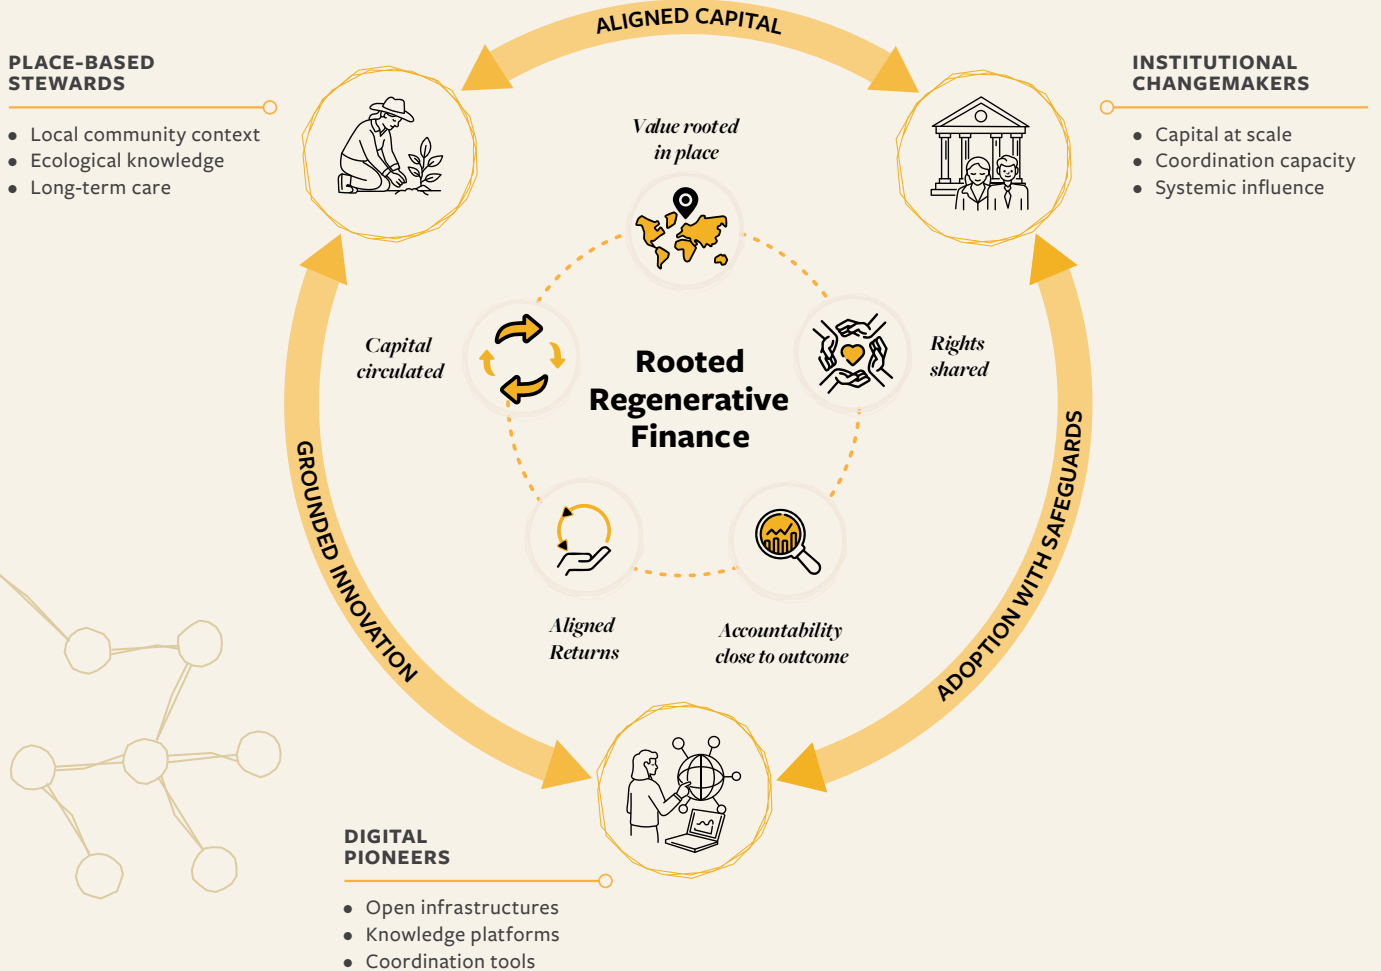 ALIGNED CAPITAL
PLACE-BASED
STEWARDS
• Local community context
• Ecological knowledge
• Long-term care
INSTITUTIONAL
CHANGEMAKERS
• Capital at scale
• Coordination capacity
• Systemic influence
Value rooted
in place
Capital
circulated
Rights
shared
Rooted
Regenerative
Finance
GROUNDED INNOVATION
ADOPTION WITH SAFEGUARDS
Aligned
Returns
Accountability
close to outcome
DIGITAL
PIONEERS
• Open infrastructures
• Knowledge platforms
• Coordination tools